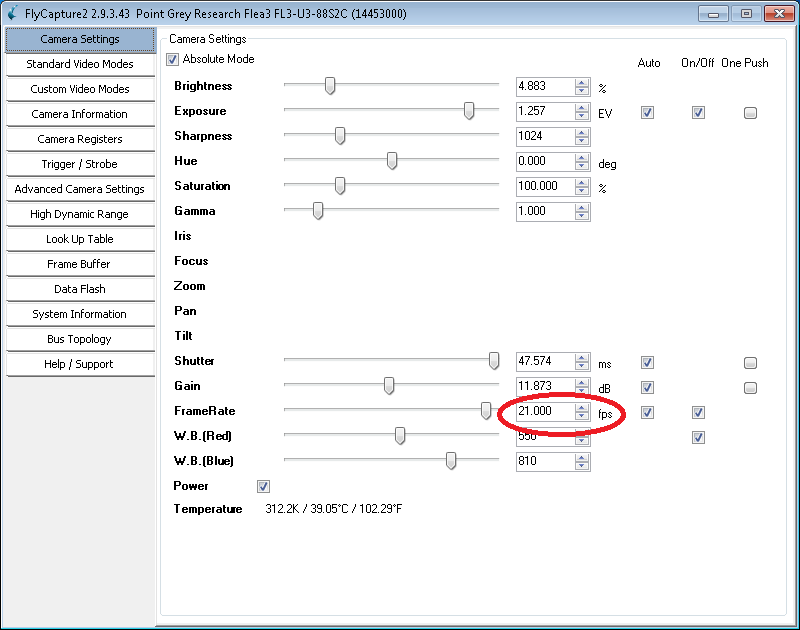 FlyCapture2 2.9.3.43 Point Grey Research Flea3 FL3-U3-88S2C (14453000)
Camera Settings
Standard Video Modes
Custom Video Modes
Camera Information
Camera Registers
Trigger / Strobe
Advanced Camera Settings
High Dynamic Range
Look Up Table
Frame Buffer
Data Flash
System Information
Bus Topology
Help / Support
Camera Settings
Absolute Mode
Auto On/Off One Push
Brightness 4.883 %
Exposure 1.257 EV
Sharpness 1024
Hue 0.000 deg
Saturation 100.000 %
Gamma 1.000
Iris
Focus
Zoom
Pan
Tilt
Shutter 47.574 ms
Gain 11.873 dB
FrameRate 21.000 fps
W.B.(Red) 550
W.B.(Blue) 810
Power
Temperature 312.2K / 39.05°C / 102.29°F